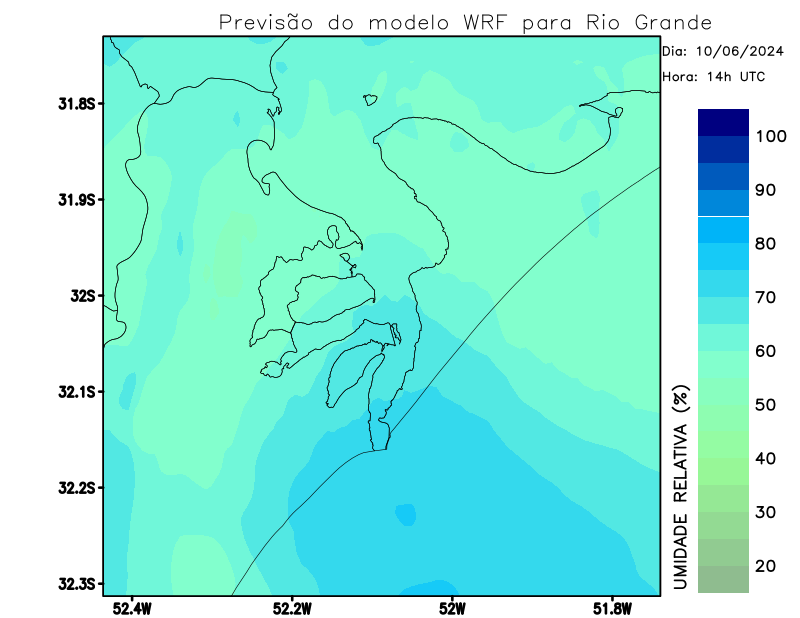 Previsão do modelo WRF para Rio Grande
Dia: 10/06/2024
Hora: 14h UTC
31.8S
31.9S
32S
32.1S
32.2S
32.3S
52.4W
52.2W
52W
51.8W
UMIDADE RELATIVA (%)
100
90
80
70
60
50
40
30
20